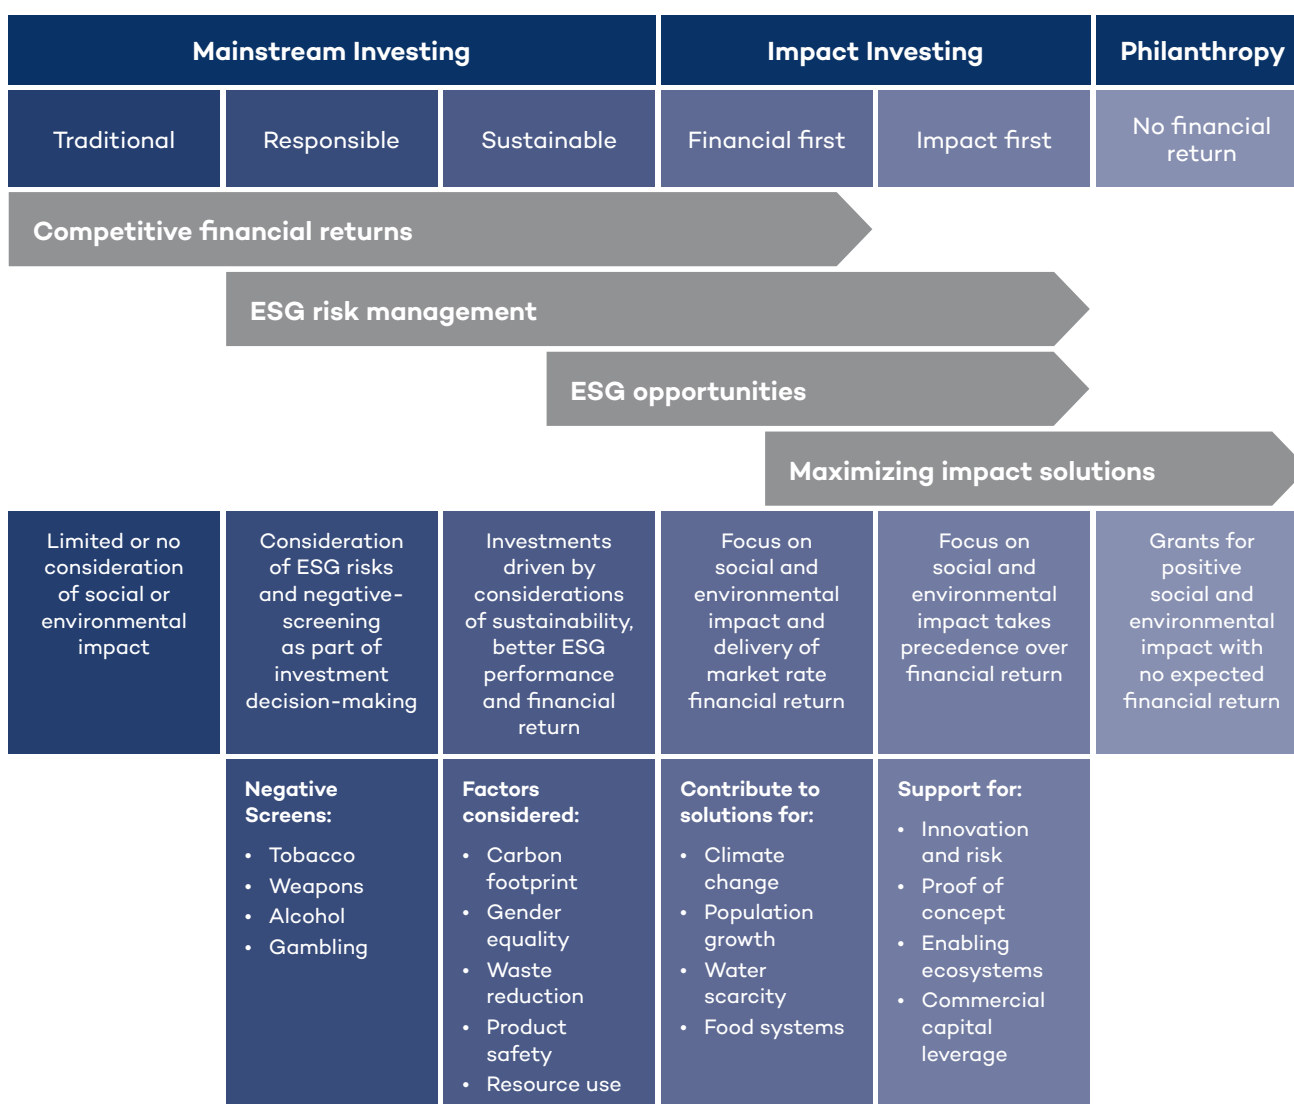 Mainstream Investing
Impact Investing
Philanthropy
Traditional
Responsible
Sustainable
Financial first
Impact first
No financial
return
Competitive financial returns
ESG risk management
ESG opportunities
Maximizing impact solutions
Limited or no
consideration
of social or
environmental
impact
Consideration
of ESG risks
and negative-
screening
as part of
investment
decision-making
Investments
driven by
considerations
of sustainability,
better ESG
performance
and financial
return
Focus on
social and
environmental
impact and
delivery of
market rate
financial return
Focus on
social and
environmental
impact takes
precedence over
financial return
Grants for
positive
social and
environmental
impact with
no expected
financial return
Negative
Screens:
• Tobacco
• Weapons
• Alcohol
• Gambling
Factors
considered:
• Carbon
footprint
• Gender
equality
• Waste
reduction
• Product
safety
• Resource use
Contribute to
solutions for:
• Climate
change
• Population
growth
• Water
scarcity
• Food systems
Support for:
• Innovation
and risk
• Proof of
concept
• Enabling
ecosystems
• Commercial
capital
leverage